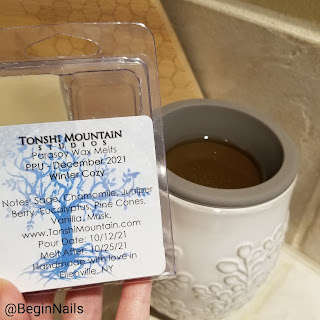 TONSHI MOUNTAIN
STUDIOS
Parasoy Wax Melts
PPU - December 2021
Winter Cozy
Notes: Sage, Chamomile, Juniper
Berry, Eucalyptus, Pine Cones,
Vanilla, Musk.
www.TonshiMountain.com
Pour Date: 10/12/21
Melt After: 10/25/21
Handmade with love in
Glenville, NY
@BeginNails